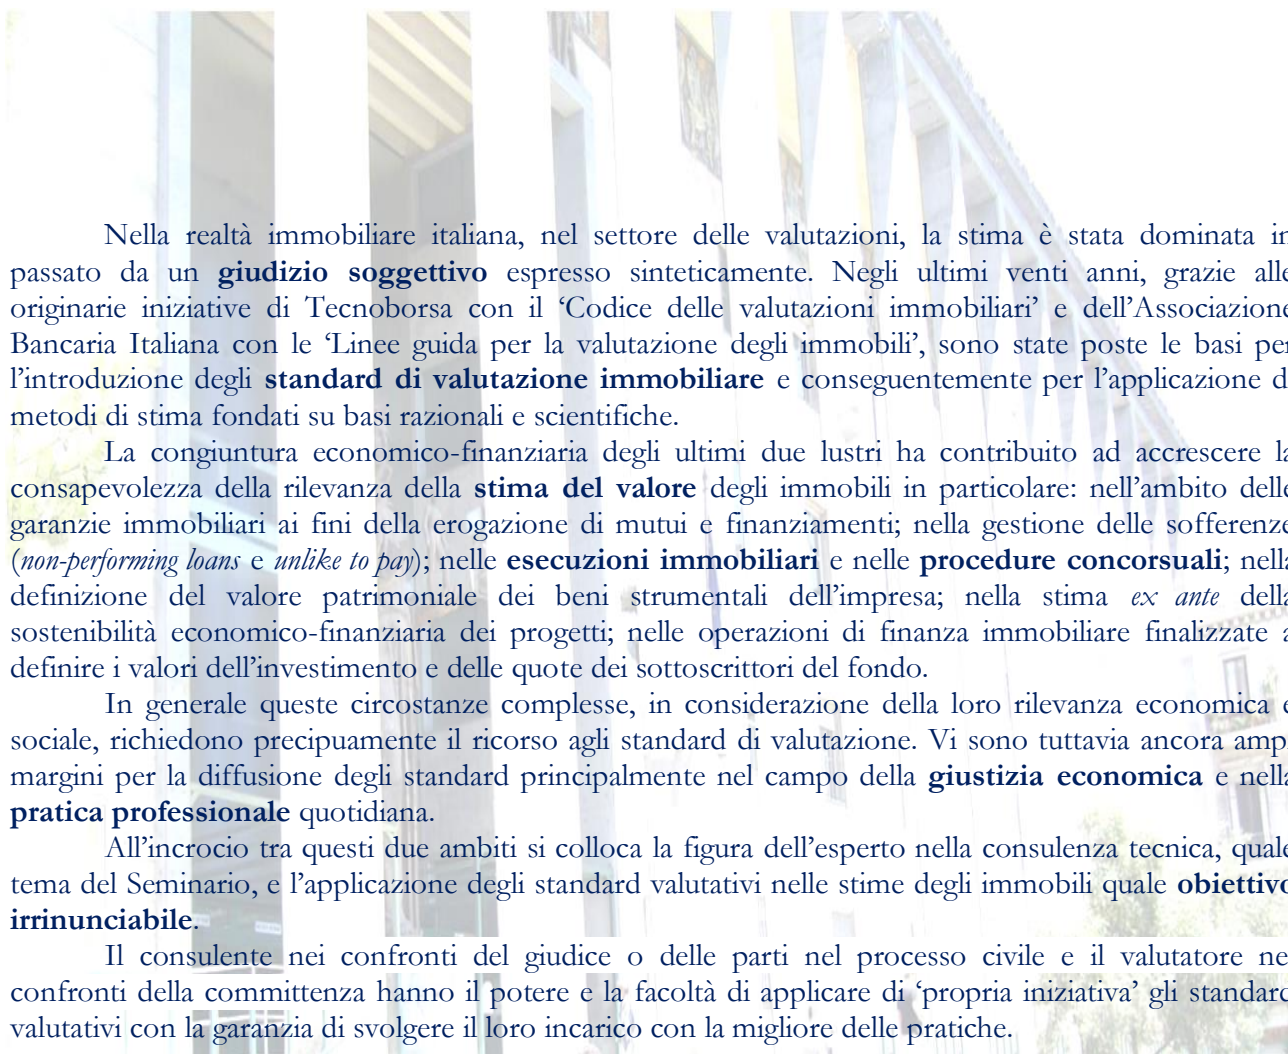 Nella realtà immobiliare italiana, nel settore delle valutazioni, la stima è stata dominata in
passato da un giudizio soggettivo espresso sinteticamente. Negli ultimi venti anni, grazie alle
originarie iniziative di Tecnoborsa con il ‘Codice delle valutazioni immobiliari’ e dell’Associazione
Bancaria Italiana con le ‘Linee guida per la valutazione degli immobili’, sono state poste le basi per
l’introduzione degli standard di valutazione immobiliare e conseguentemente per l’applicazione d
metodi di stima fondati su basi razionali e scientifiche.
La congiuntura economico-finanziaria degli ultimi due lustri ha contribuito ad accrescere la
consapevolezza della rilevanza della stima del valore degli immobili in particolare: nell’ambito delle
garanzie immobiliari ai fini della erogazione di mutui e finanziamenti; nella gestione delle sofferenze
(non-performing loans e unlike to pay); nelle esecuzioni immobiliari e nelle procedure concorsuali; nella
definizione del valore patrimoniale dei beni strumentali dell’impresa; nella stima ex ante della
sostenibilità economico-finanziaria dei progetti; nelle operazioni di finanza immobiliare finalizzate a
definire i valori dell’investimento e delle quote dei sottoscrittori del fondo.
In generale queste circostanze complesse, in considerazione della loro rilevanza economica e
sociale, richiedono precipuamente il ricorso agli standard di valutazione. Vi sono tuttavia ancora amp
margini per la diffusione degli standard principalmente nel campo della giustizia economica e nella
pratica professionale quotidiana.
All’incrocio tra questi due ambiti si colloca la figura dell’esperto nella consulenza tecnica, quale
tema del Seminario, e l’applicazione degli standard valutativi nelle stime degli immobili quale obiettivo
irrinunciabile.
Il consulente nei confronti del giudice o delle parti nel processo civile e il valutatore ne
confronti della committenza hanno il potere e la facoltà di applicare di ‘propria iniziativa’ gli standard
valutativi con la garanzia di svolgere il loro incarico con la migliore delle pratiche.